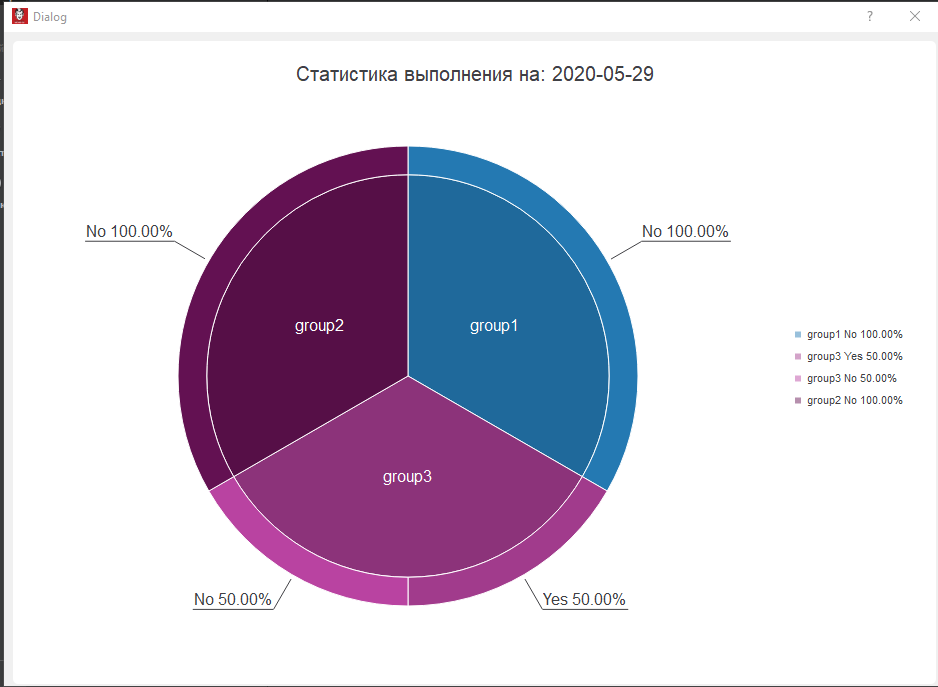 Dialog
?
Статистика выполнения на: 2020-05-29
No 100.00%
No 100.00%
group2
group1
group1 No 100.00%
group3 Yes 50.00%
group3 No 50.00%
group2 No 100.00%
group3
No 50.00%
Yes 50.00%